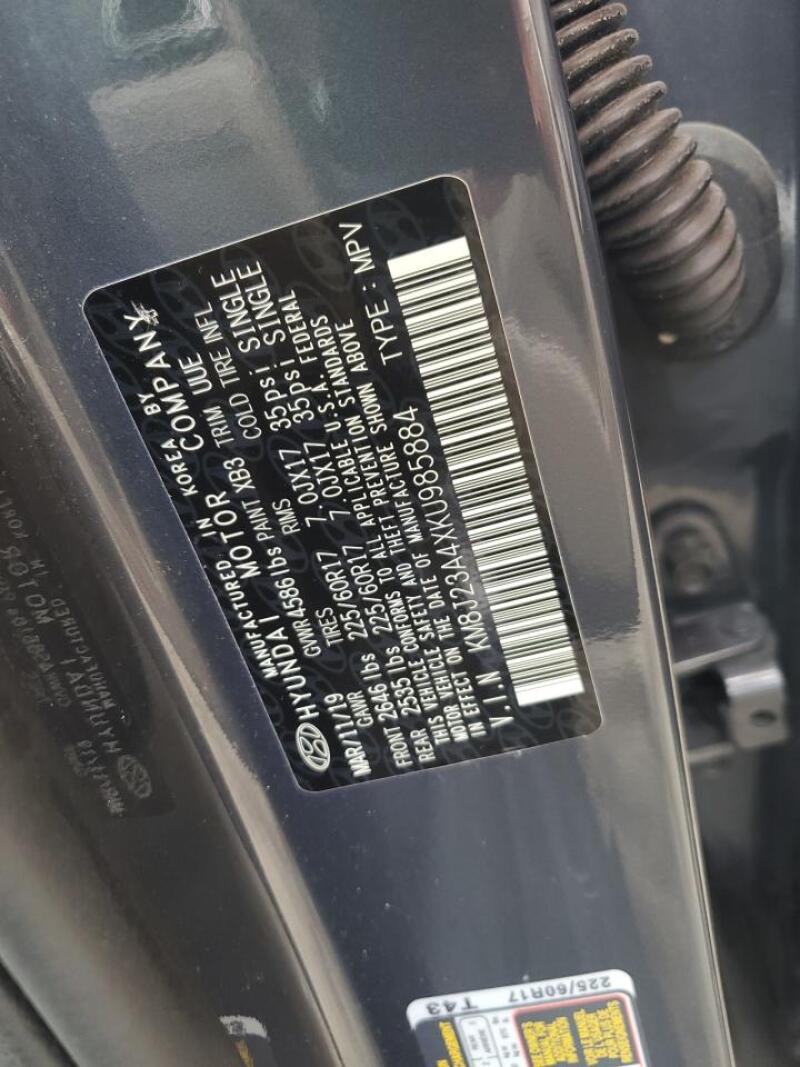 MANUFACTURED IN KOREA BY
HYUNDAI MOTOR COMPANY
MAR/11/19 GVWR 4586 lbs PAINT XB3 TRIM UUE
GAWR TIRES RIMS COLD TIRE INFL
FRONT 2646 lbs 225/60R17 7.0JX17 35psi SINGLE
REAR 2535 lbs 225/60R17 7.0JX17 35psi SINGLE
THIS VEHICLE CONFORMS TO ALL APPLICABLE U.S.A. FEDERAL
MOTOR VEHICLE SAFETY AND THEFT PREVENTION STANDARDS
IN EFFECT ON THE DATE OF MANUFACTURE SHOWN ABOVE
V.I.N KM8J23A4XKU985884 TYPE : MPV
225/60R17
T43